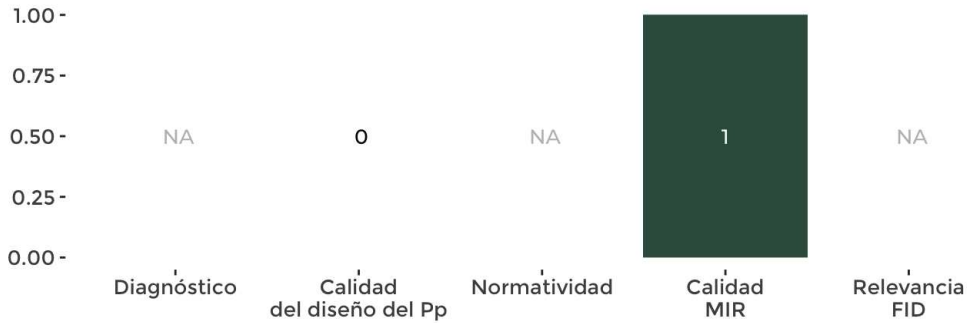 1.00
0.75
0.50
0.25
0.00
NA
0
NA
1
NA
Diagnóstico
Calidad
del diseño del Pp
Normatividad
Calidad
MIR
Relevancia
FID